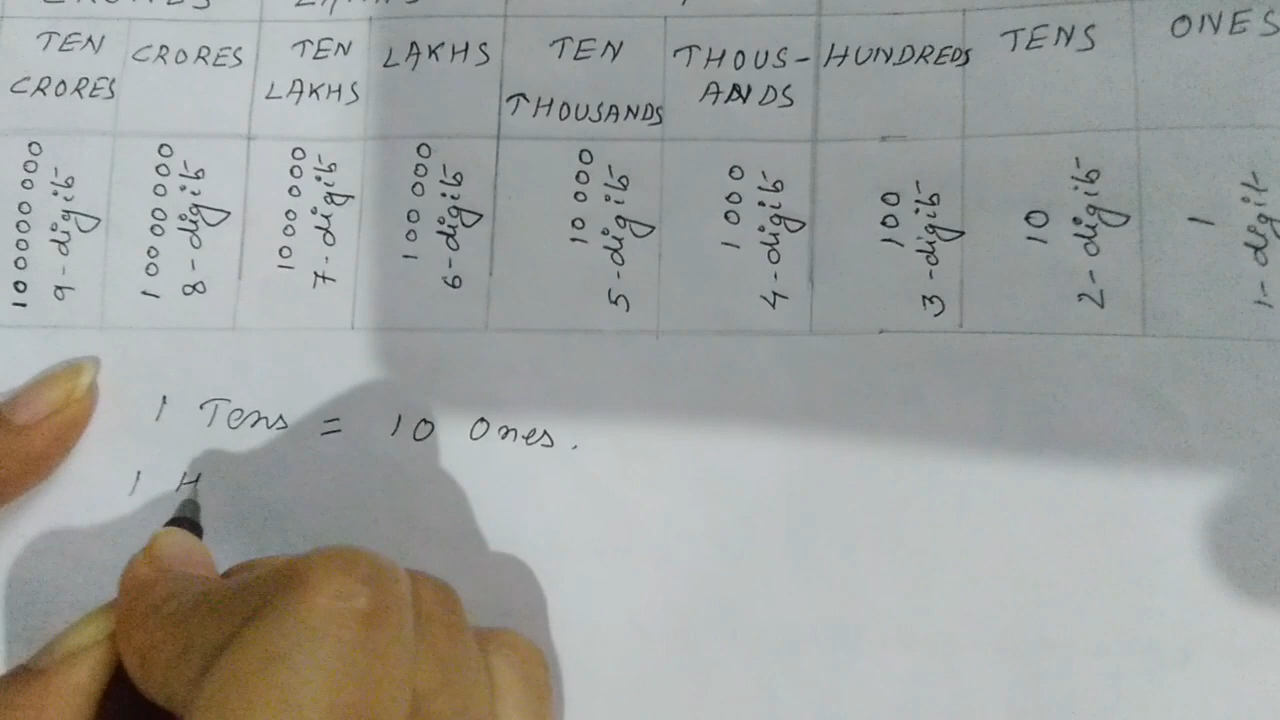 TEN CRORES
CRORES
TEN LAKHS
LAKHS
TEN THOUSANDS
THOUS-ANDS
HUNDREDS
TENS
ONES
100000000
9-digit
10000000
8-digit
1000000
7-digit
100000
6-digit
10000
5-digit
1000
4-digit
100
3-digit
10
2-digit
1
1-digit
1 Tens = 10 Ones.
1 H